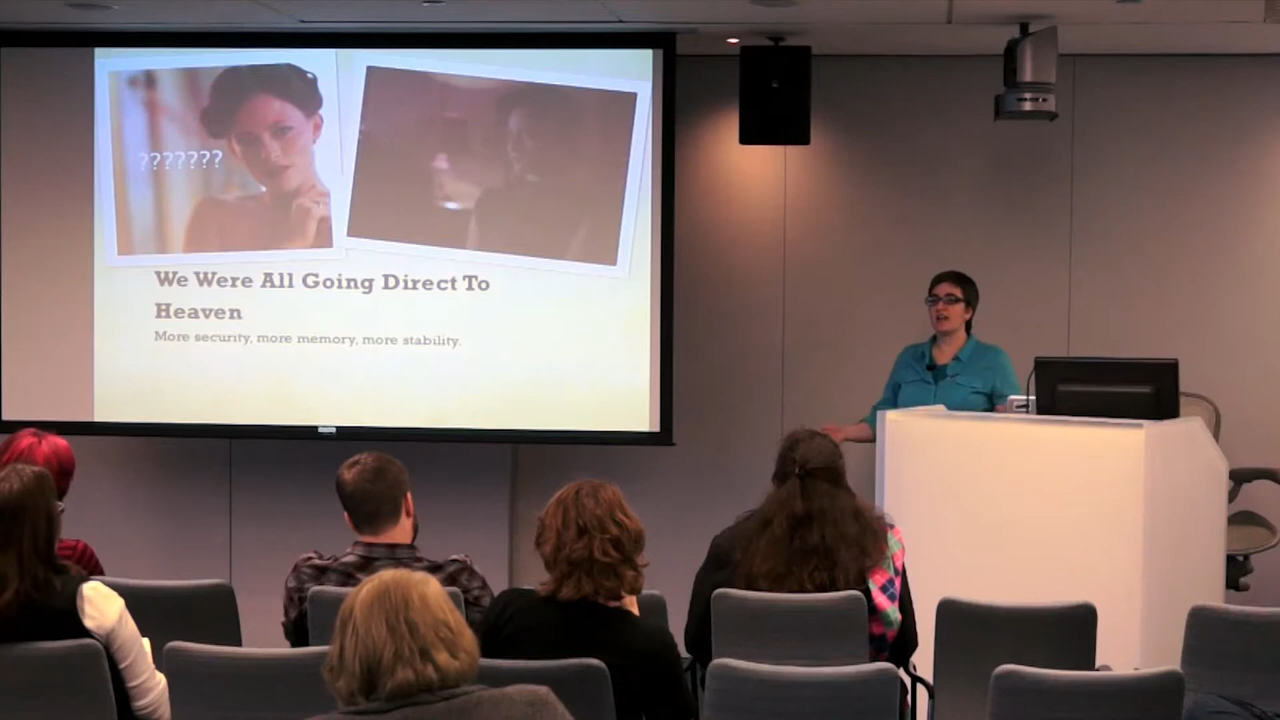 ???????
We Were All Going Direct To
Heaven
More security, more memory, more stability.